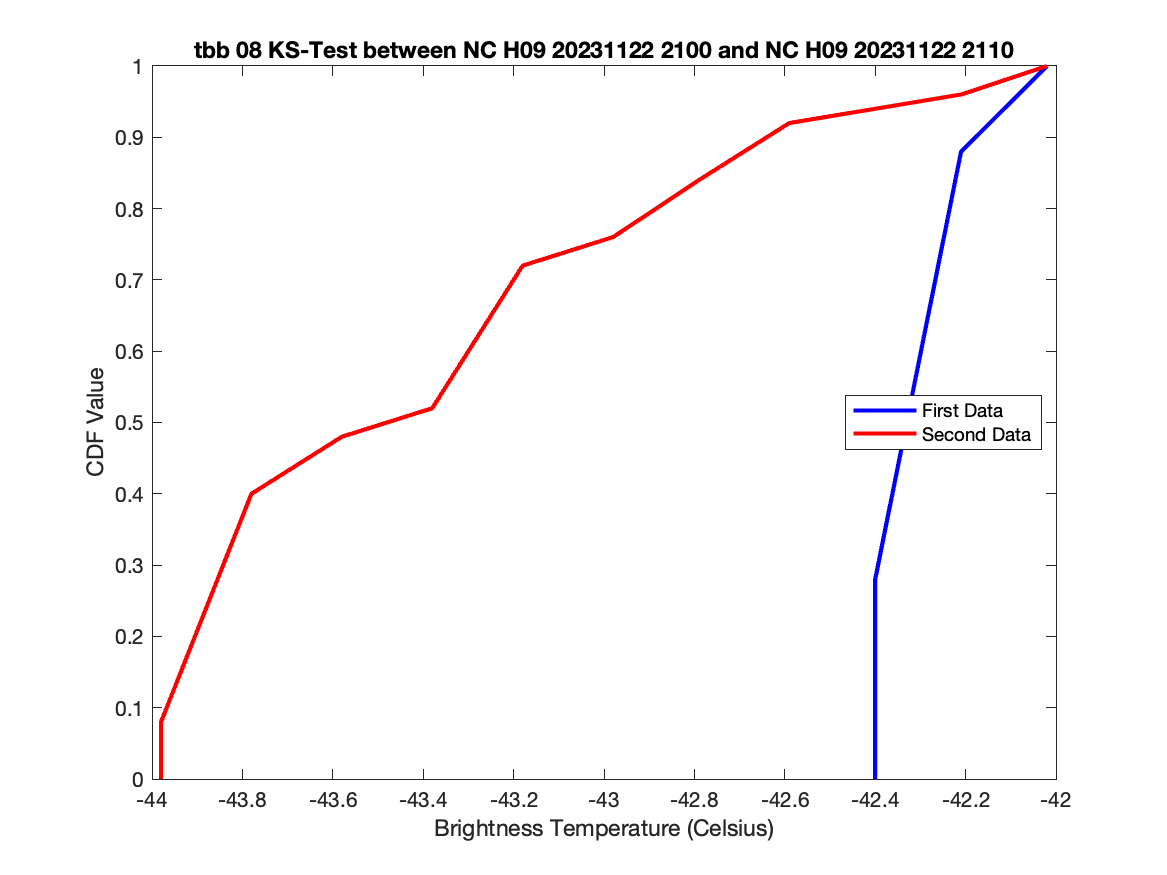 tbb 08 KS-Test between NC H09 20231122 2100 and NC H09 20231122 2110
1
0.9
0.8
0.7
0.6
0.5
0.4
0.3
0.2
0.1
0
CDF Value
First Data
Second Data
-44 -43.8 -43.6 -43.4 -43.2 -43 -42.8 -42.6 -42.4 -42.2 -42
Brightness Temperature (Celsius)